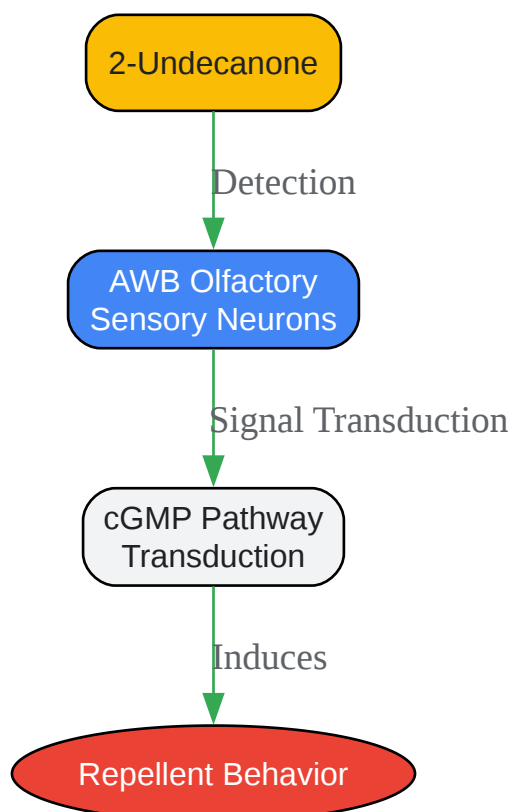 2-Undecanone
Detection
AWB Olfactory
Sensory Neurons
Signal Transduction
cGMP Pathway
Transduction
Induces
Repellent Behavior